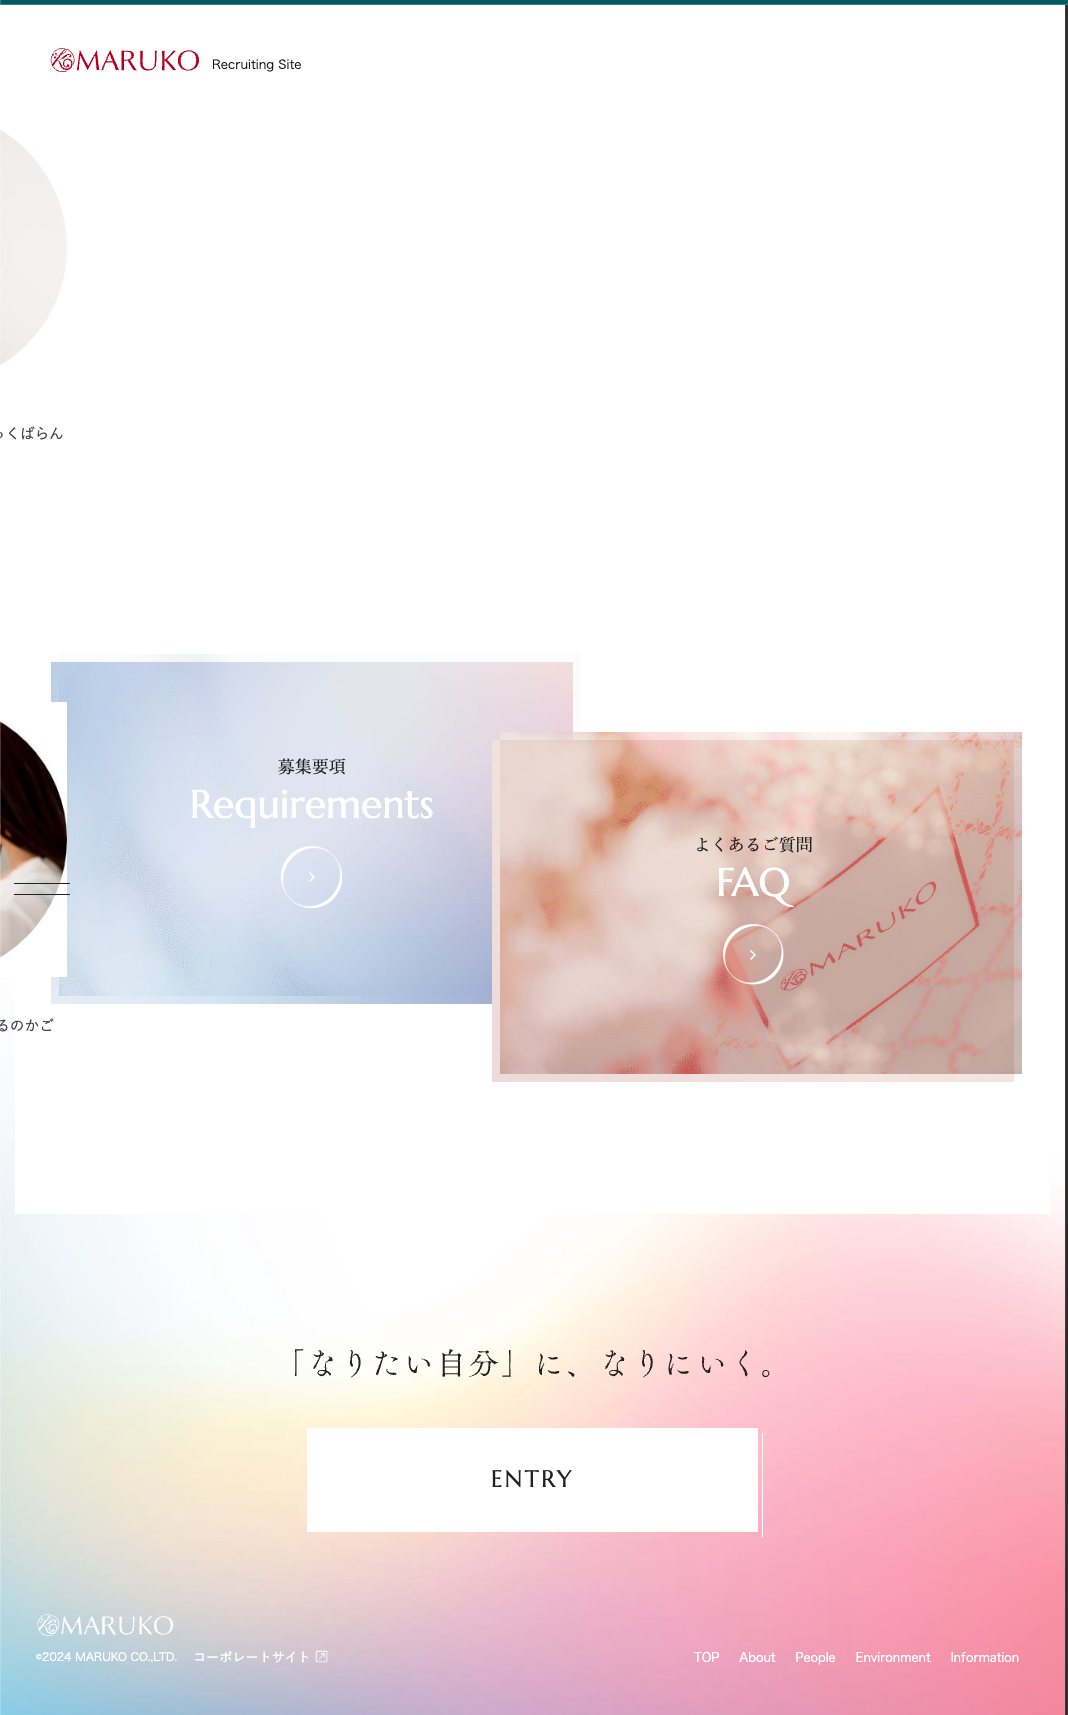 MARUKO Recruiting Site
くばらん
募集要項
Requirements
よくあるご質問
FAQ
MARUKO
るのかご
「なりたい自分」に、なりにいく。
ENTRY
MARUKO
©2024 MARUKO CO.,LTD. コーポレートサイト
TOP About People Environment Information